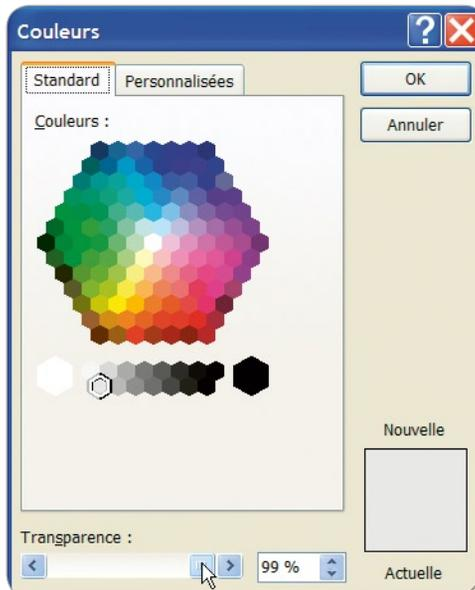 Couleurs
Standard
Personnalisées
OK
Annuler
Couleurs :
Nouvelle
Transparence :
99 %
Actuelle